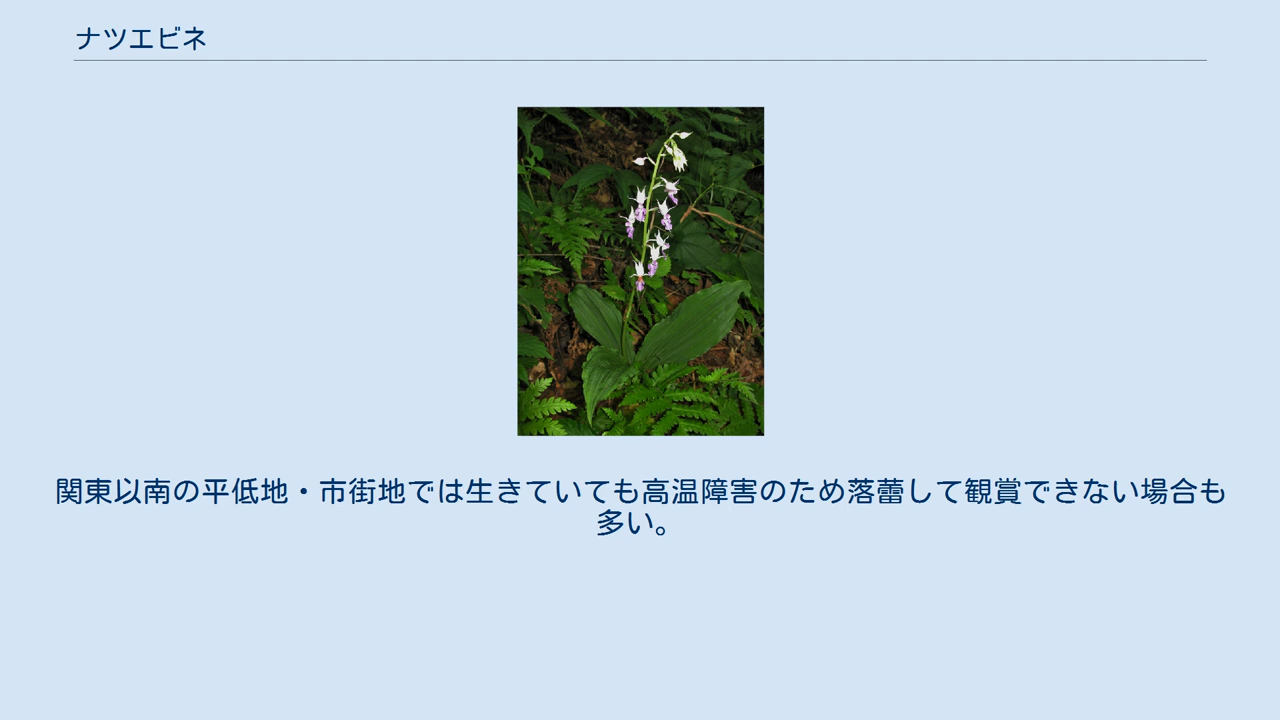 ナツエビネ
関東以南の平低地・市街地では生きていても高温障害のため落蕾して観賞できない場合も
多い。